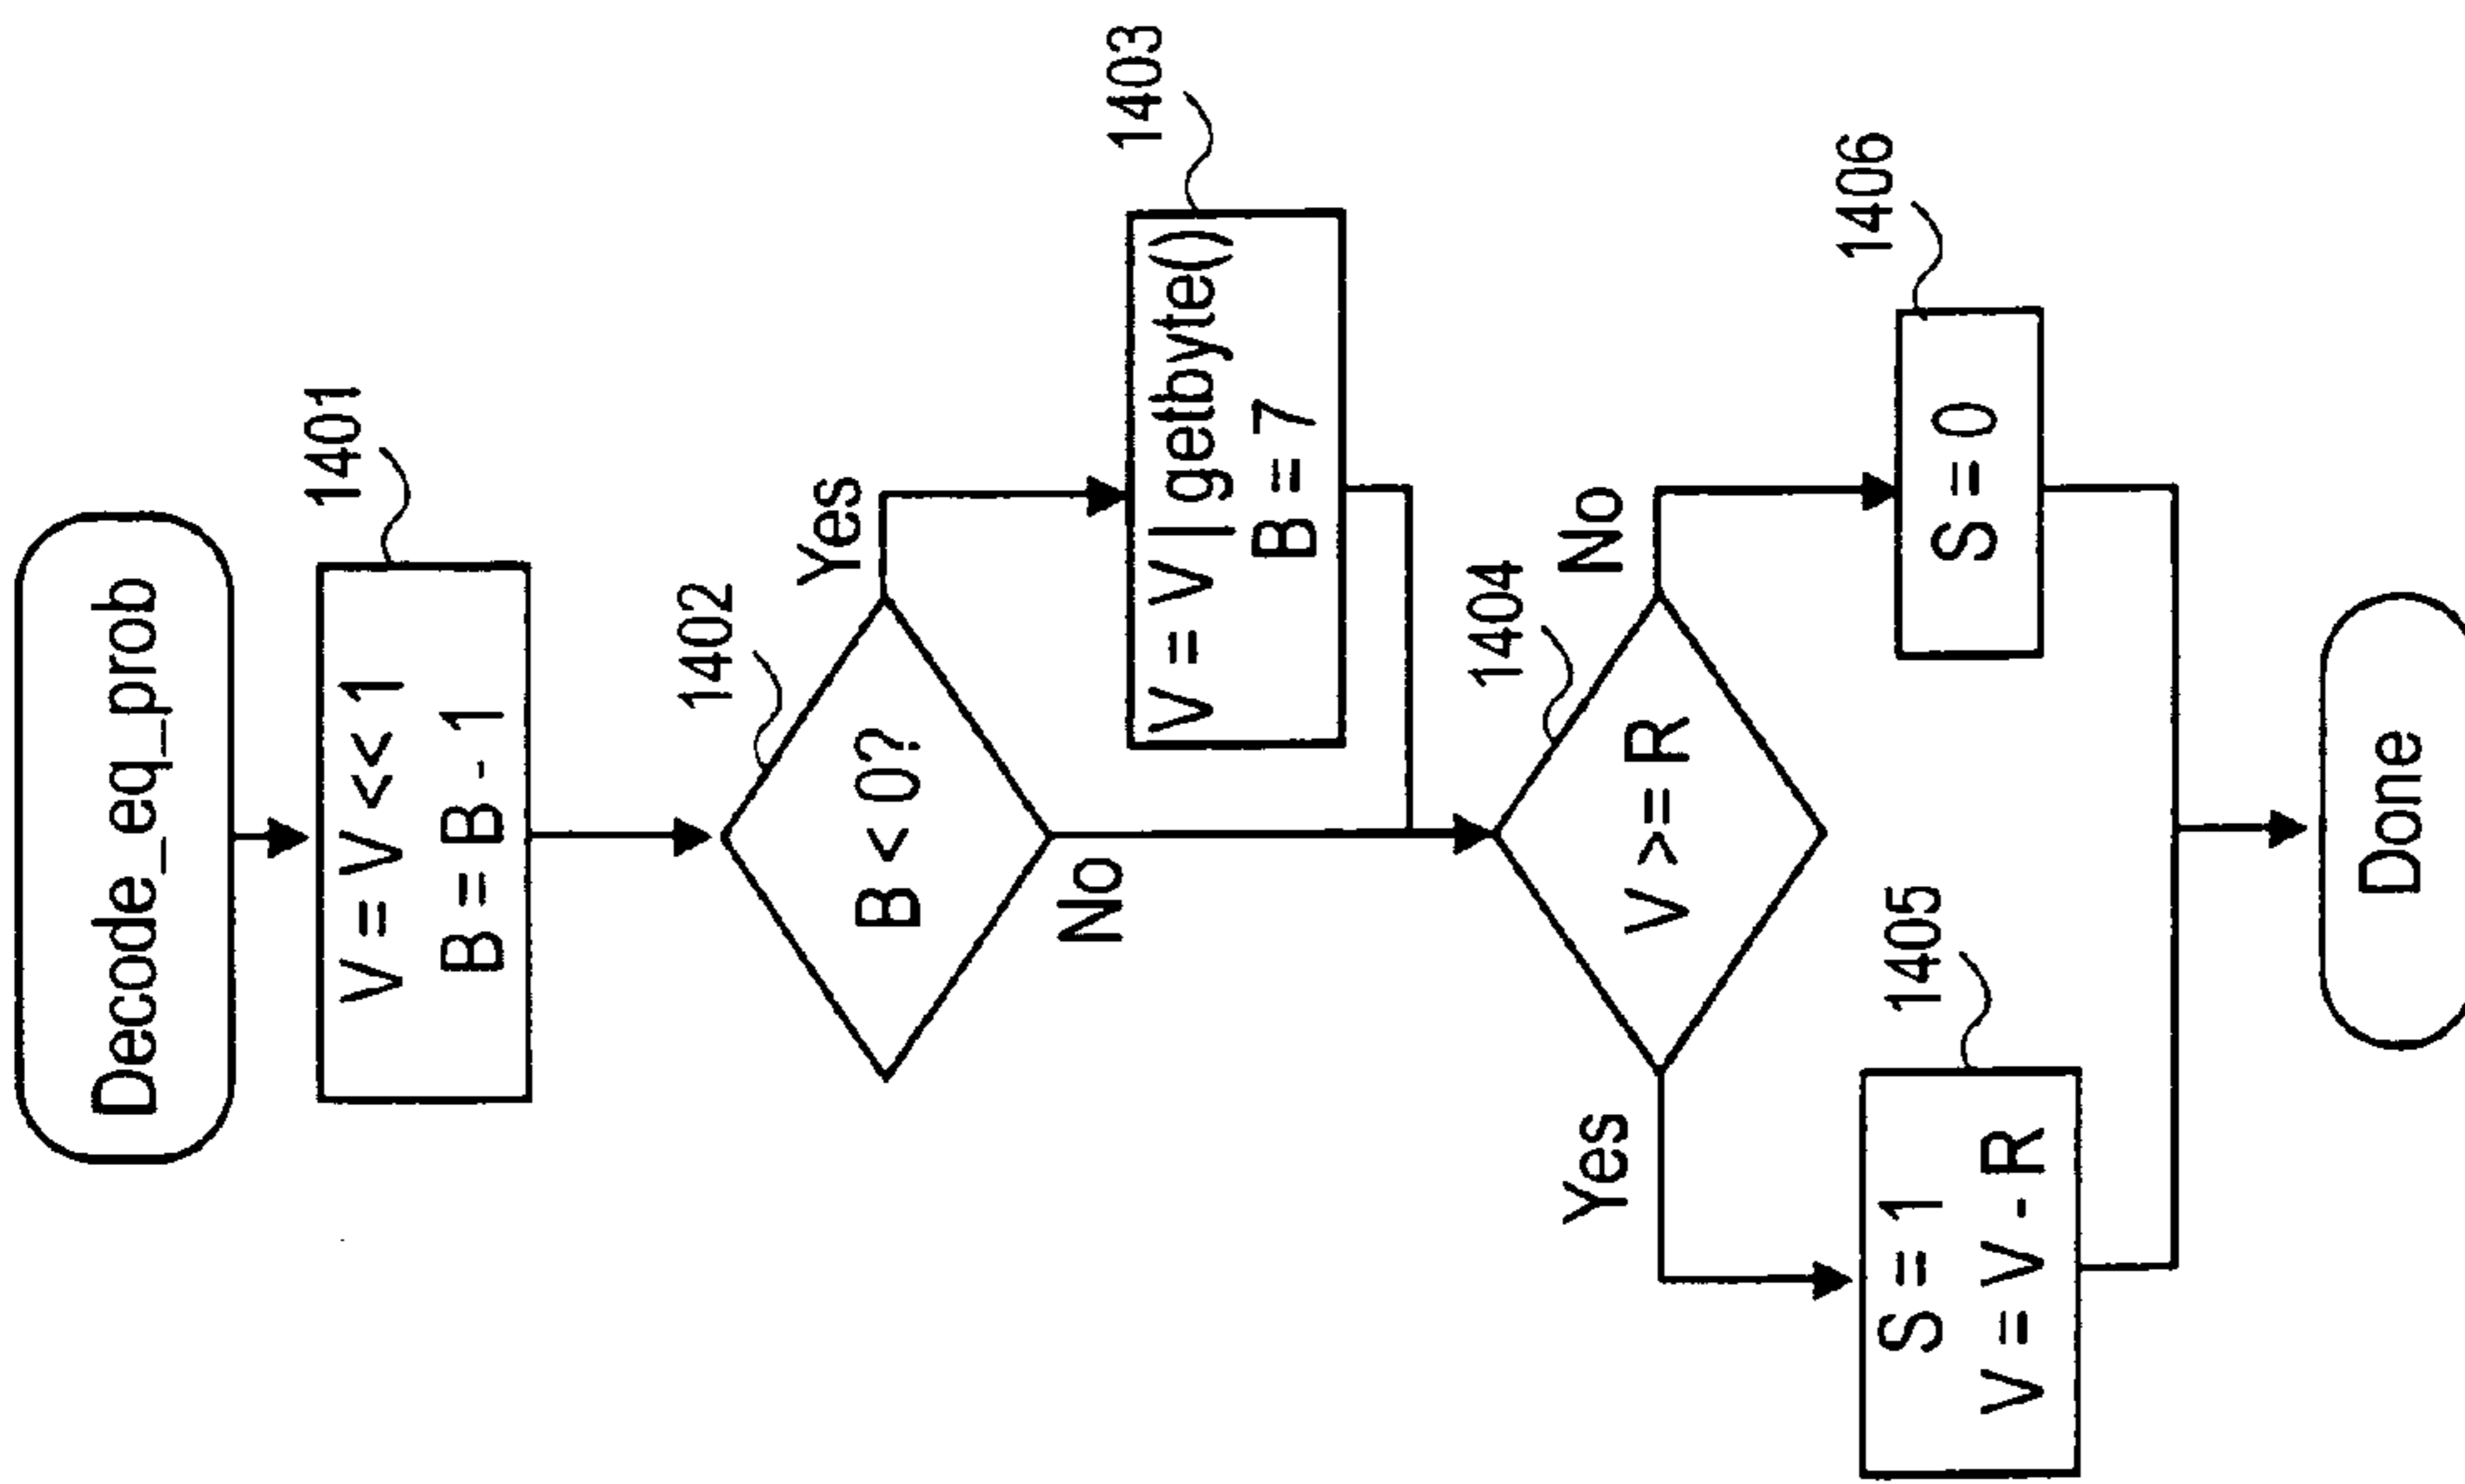 Decode_eq_prob
1401
V = V << 1
B = B - 1
1402
B < 0?
Yes
No
1403
V = V | getbyte()
B = 7
1404
V >= R
Yes
No
1405
S = 1
V = V - R
1406
S = 0
Done